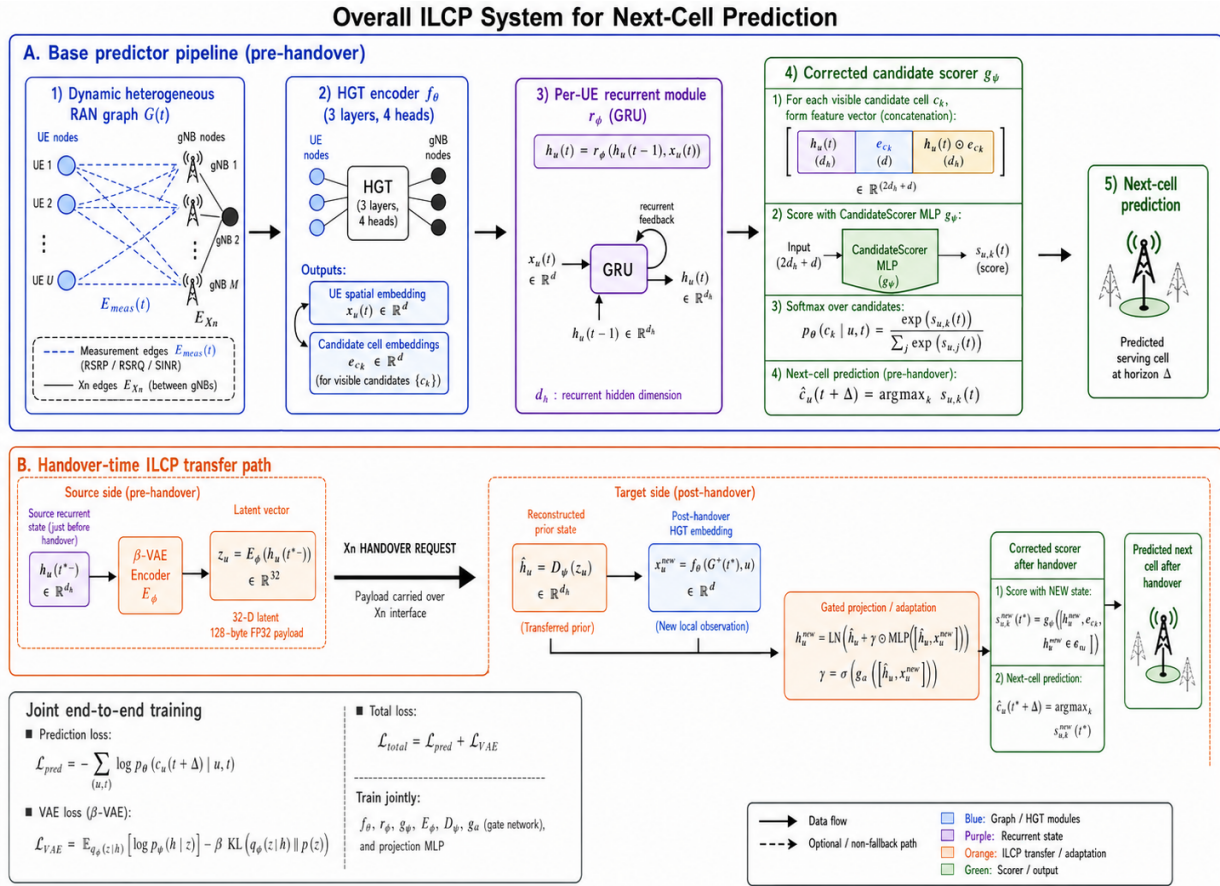 Overall ILCP System for Next-Cell Prediction
A. Base predictor pipeline (pre-handover)
1) Dynamic heterogeneous
RAN graph G(t)
UE nodes
gNB nodes
UE 1
UE 2
⋮
UE U
gNB 1
gNB 2
gNB M
E_meas(t)
E_Xn
Measurement edges E_meas(t)
(RSRP / RSRQ / SINR)
Xn edges E_Xn (between gNBs)
2) HGT encoder f_θ
(3 layers, 4 heads)
UE
nodes
gNB
nodes
HGT
(3 layers,
4 heads)
Outputs:
UE spatial embedding
x_u(t) ∈ ℝ^d
Candidate cell embeddings
e_ck ∈ ℝ^d
(for visible candidates {c_k})
3) Per-UE recurrent module
r_ϕ (GRU)
h_u(t) = r_ϕ(h_u(t−1), x_u(t))
recurrent
feedback
x_u(t)
∈ ℝ^d
GRU
h_u(t)
∈ ℝ^d_h
h_u(t−1) ∈ ℝ^d_h
d_h : recurrent hidden dimension
4) Corrected candidate scorer g_ψ
1) For each visible candidate cell c_k,
form feature vector (concatenation):
h_u(t) e_ck h_u(t) ⊙ e_ck
(d_h) (d) (d_h)
∈ ℝ^(2d_h+d)
2) Score with CandidateScorer MLP g_ψ:
Input
(2d_h + d)
CandidateScorer
MLP
(g_ψ)
s_u,k(t)
(score)
3) Softmax over candidates:
p_θ (c_k | u, t) = exp (s_u,k(t)) / ∑_j exp (s_u,j(t))
4) Next-cell prediction (pre-handover):
ĉ_u(t + Δ) = argmax_k s_u,k(t)
5) Next-cell
prediction
Predicted
serving cell
at horizon Δ
B. Handover-time ILCP transfer path
Source side (pre-handover)
Source recurrent
state (just before
handover)
h_u(t*−)
∈ ℝ^d_h
β-VAE
Encoder
E_ϕ
Latent vector
z_u = E_ϕ(h_u(t*−))
∈ ℝ^32
32-D latent
128-byte FP32 payload
Xn HANDOVER REQUEST
Payload carried over
Xn interface
Target side (post-handover)
Reconstructed
prior state
ĥ_u = D_ψ(z_u)
∈ ℝ^d_h
(Transferred prior)
Post-handover
HGT embedding
x_u^new = f_θ(G⁺(t*), u)
∈ ℝ^d
(New local observation)
Gated projection / adaptation
h_u^new = LN(ĥ_u + γ ⊙ MLP([ĥ_u, x_u^new]))
γ = σ(g_a([ĥ_u, x_u^new]))
Corrected scorer
after handover
1) Score with NEW state:
s_u,k^new(t*) = g_ψ([h_u^new, e_ck,
2) Next-cell prediction:
ĉ_u(t* + Δ) = argmax_k
s_u,k^new(t*)
Predicted next
cell after
handover
Joint end-to-end training
■ Prediction loss:
ℒ_pred = − ∑_(u,t) log p_θ (c_u(t + Δ) | u, t)
■ VAE loss (β-VAE):
ℒ_VAE = 𝔼_q_ϕ(z|h) [log p_ψ(h | z)] − β KL(q_ϕ(z|h) ∥ p(z))
■ Total loss:
ℒ_total = ℒ_pred + ℒ_VAE
Train jointly:
f_θ, r_ϕ, g_ψ, E_ϕ, D_ψ, g_a (gate network),
and projection MLP
Data flow
Optional / non-fallback path
Blue: Graph / HGT modules
Purple: Recurrent state
Orange: ILCP transfer / adaptation
Green: Scorer / output